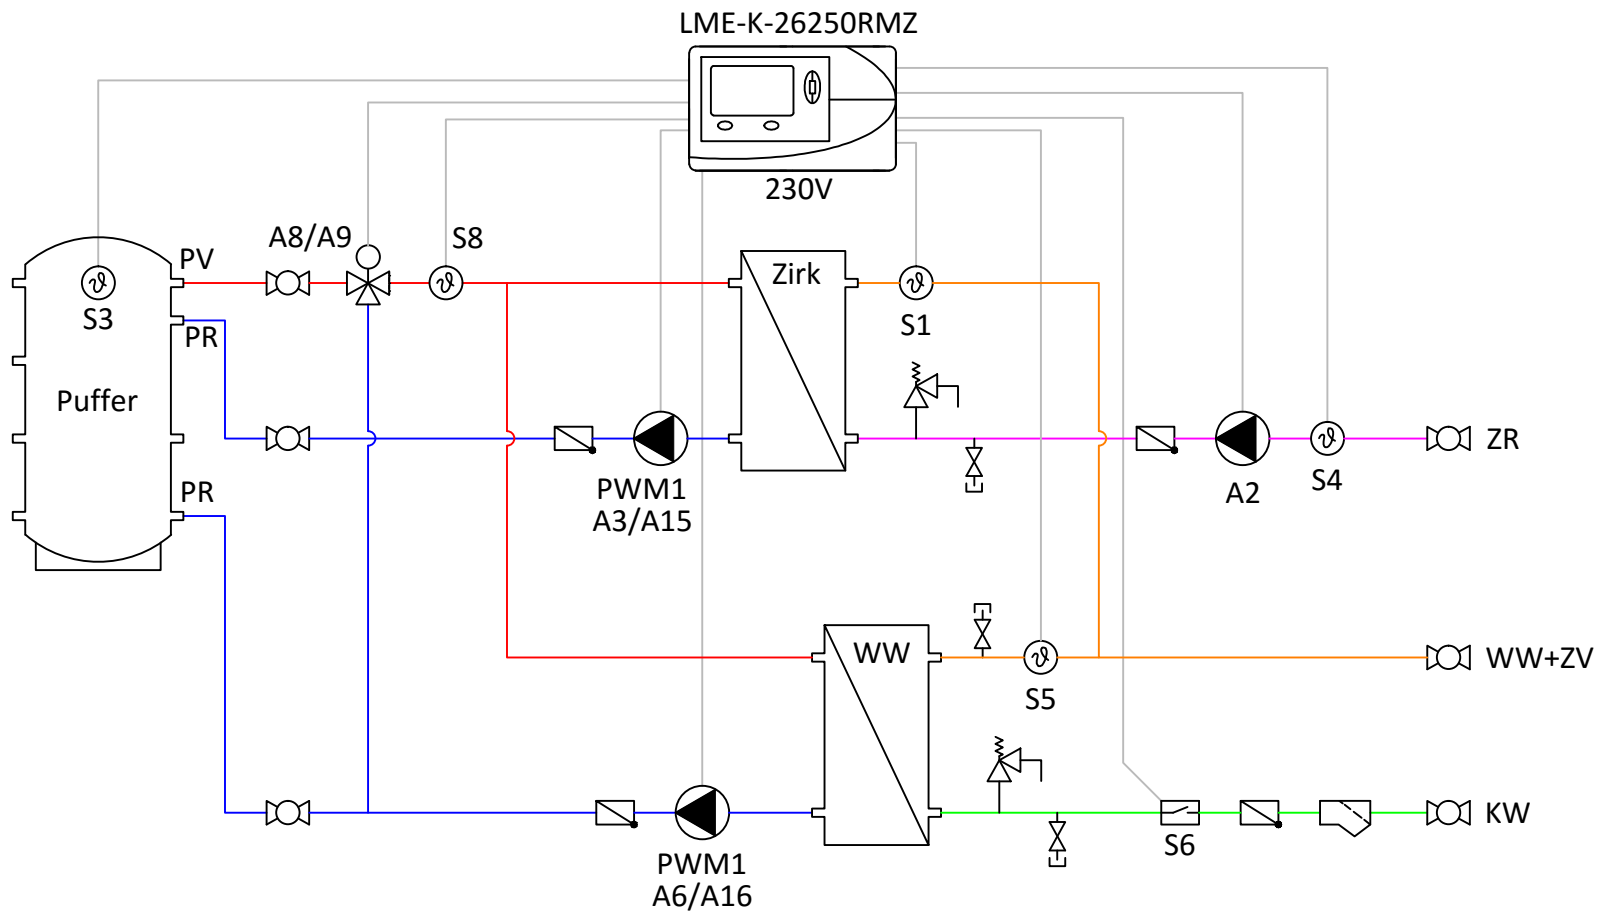 LME-K-26250RMZ
230V
A8/A9
S8
PV
S3
PR
Puffer
PR
Zirk
S1
PWM1
A3/A15
A2
S4
ZR
WW
S5
WW+ZV
PWM1
A6/A16
S6
KW